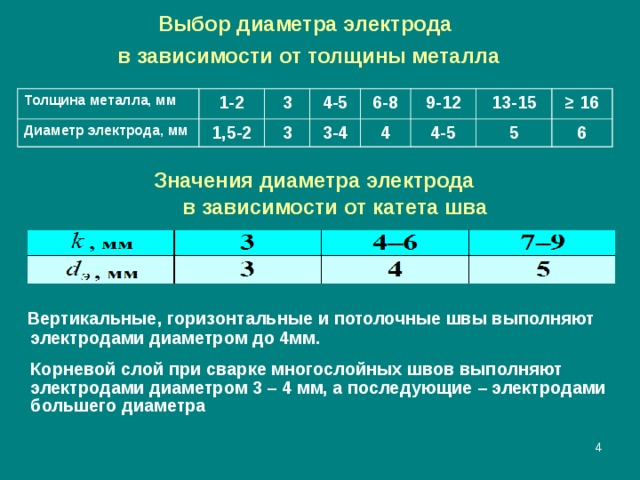 Выбор диаметра электрода
в зависимости от толщины металла
Толщина металла, мм 1-2 3 4-5 6-8 9-12 13-15 ≥ 16
Диаметр электрода, мм 1,5-2 3 3-4 4 4-5 5 6
Значения диаметра электрода
в зависимости от катета шва
k , мм 3 4–6 7–9
dэ , мм 3 4 5
Вертикальные, горизонтальные и потолочные швы выполняют
электродами диаметром до 4мм.
Корневой слой при сварке многослойных швов выполняют
электродами диаметром 3 – 4 мм, а последующие – электродами
большего диаметра
4